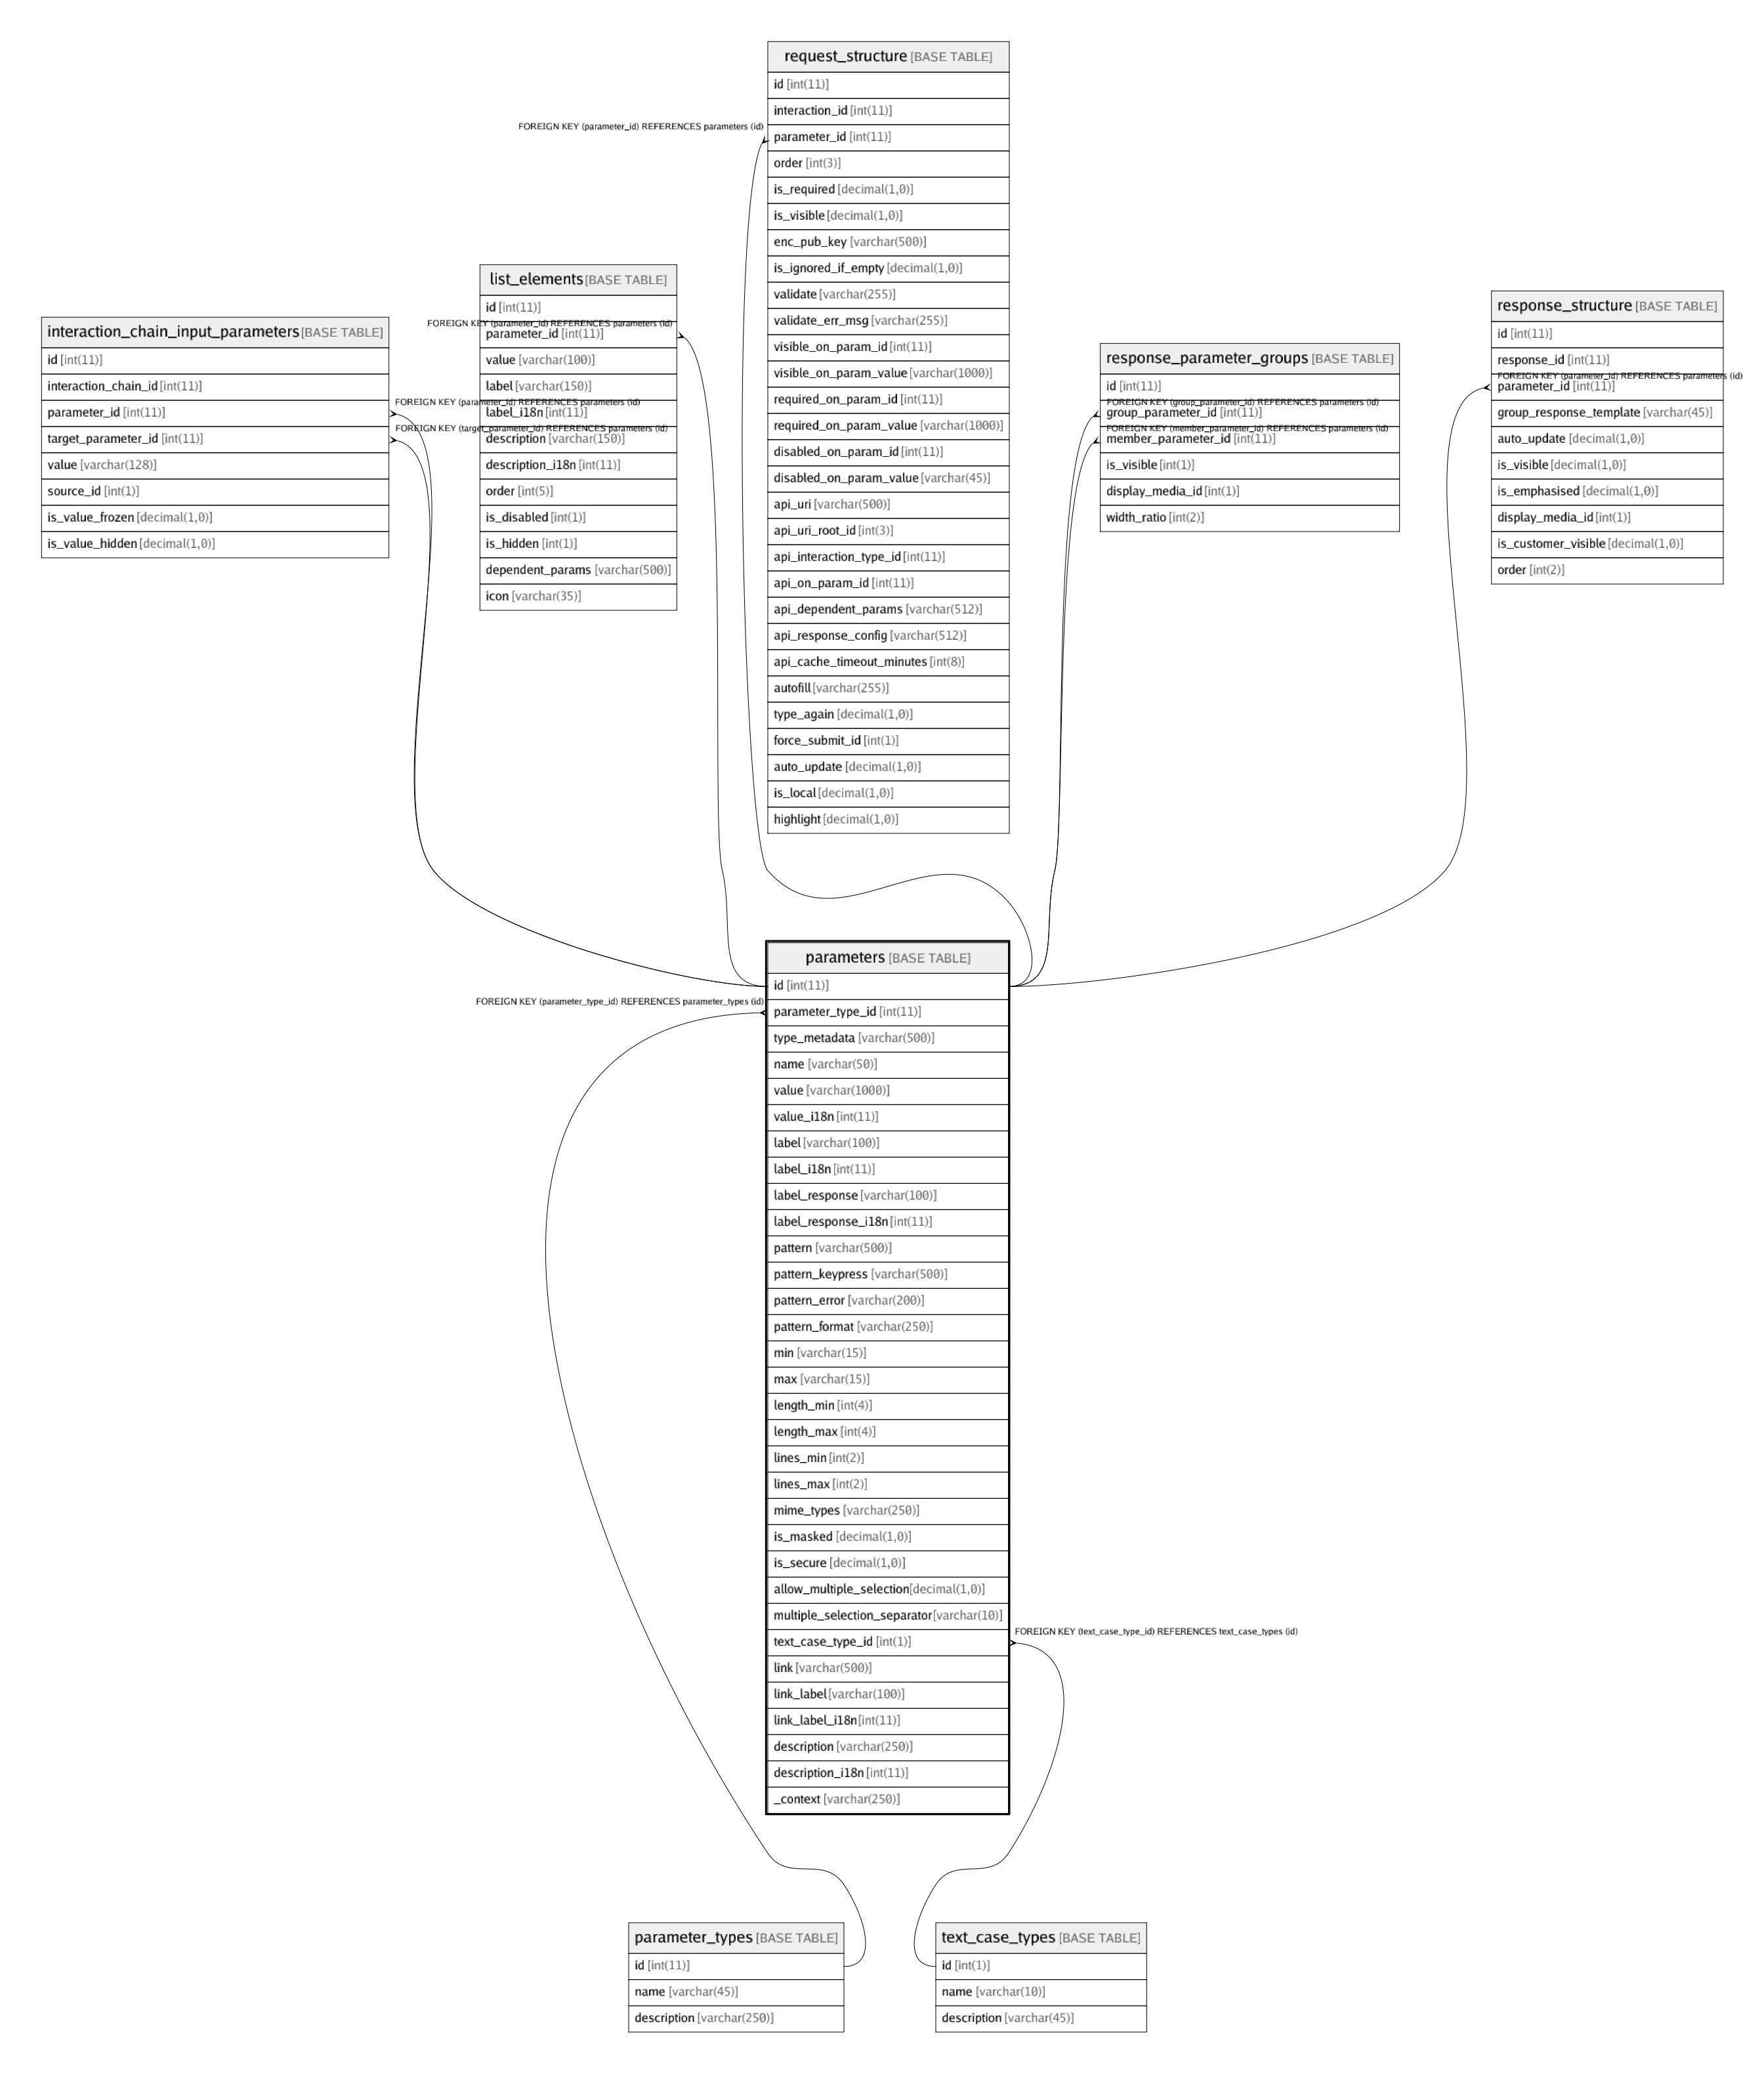 request_structure [BASE TABLE]
id [int(11)]
interaction_id [int(11)]
FOREIGN KEY (parameter_id) REFERENCES parameters (id)
parameter_id [int(11)]
order [int(3)]
is_required [decimal(1,0)]
is_visible [decimal(1,0)]
enc_pub_key [varchar(500)]
is_ignored_if_empty [decimal(1,0)]
validate [varchar(255)]
validate_err_msg [varchar(255)]
visible_on_param_id [int(11)]
visible_on_param_value [varchar(1000)]
required_on_param_id [int(11)]
required_on_param_value [varchar(1000)]
disabled_on_param_id [int(11)]
disabled_on_param_value [varchar(45)]
api_uri [varchar(500)]
api_uri_root_id [int(3)]
api_interaction_type_id [int(11)]
api_on_param_id [int(11)]
api_dependent_params [varchar(512)]
api_response_config [varchar(512)]
api_cache_timeout_minutes [int(8)]
autofill [varchar(255)]
type_again [decimal(1,0)]
force_submit_id [int(1)]
auto_update [decimal(1,0)]
is_local [decimal(1,0)]
highlight [decimal(1,0)]
interaction_chain_input_parameters [BASE TABLE]
id [int(11)]
interaction_chain_id [int(11)]
FOREIGN KEY (parameter_id) REFERENCES parameters (id)
parameter_id [int(11)]
FOREIGN KEY (target_parameter_id) REFERENCES parameters (id)
target_parameter_id [int(11)]
value [varchar(128)]
source_id [int(1)]
is_value_frozen [decimal(1,0)]
is_value_hidden [decimal(1,0)]
list_elements [BASE TABLE]
id [int(11)]
FOREIGN KEY (parameter_id) REFERENCES parameters (id)
parameter_id [int(11)]
value [varchar(100)]
label [varchar(150)]
label_i18n [int(11)]
description [varchar(150)]
description_i18n [int(11)]
order [int(5)]
is_disabled [int(1)]
is_hidden [int(1)]
dependent_params [varchar(500)]
icon [varchar(35)]
response_parameter_groups [BASE TABLE]
id [int(11)]
FOREIGN KEY (group_parameter_id) REFERENCES parameters (id)
group_parameter_id [int(11)]
FOREIGN KEY (member_parameter_id) REFERENCES parameters (id)
member_parameter_id [int(11)]
is_visible [int(1)]
display_media_id [int(1)]
width_ratio [int(2)]
response_structure [BASE TABLE]
id [int(11)]
response_id [int(11)]
FOREIGN KEY (parameter_id) REFERENCES parameters (id)
parameter_id [int(11)]
group_response_template [varchar(45)]
auto_update [decimal(1,0)]
is_visible [decimal(1,0)]
is_emphasised [decimal(1,0)]
display_media_id [int(1)]
is_customer_visible [decimal(1,0)]
order [int(2)]
parameters [BASE TABLE]
id [int(11)]
FOREIGN KEY (parameter_type_id) REFERENCES parameter_types (id)
parameter_type_id [int(11)]
type_metadata [varchar(500)]
name [varchar(50)]
value [varchar(1000)]
value_i18n [int(11)]
label [varchar(100)]
label_i18n [int(11)]
label_response [varchar(100)]
label_response_i18n [int(11)]
pattern [varchar(500)]
pattern_keypress [varchar(500)]
pattern_error [varchar(200)]
pattern_format [varchar(250)]
min [varchar(15)]
max [varchar(15)]
length_min [int(4)]
length_max [int(4)]
lines_min [int(2)]
lines_max [int(2)]
mime_types [varchar(250)]
is_masked [decimal(1,0)]
is_secure [decimal(1,0)]
allow_multiple_selection [decimal(1,0)]
multiple_selection_separator [varchar(10)]
FOREIGN KEY (text_case_type_id) REFERENCES text_case_types (id)
text_case_type_id [int(1)]
link [varchar(500)]
link_label [varchar(100)]
link_label_i18n [int(11)]
description [varchar(250)]
description_i18n [int(11)]
_context [varchar(250)]
parameter_types [BASE TABLE]
id [int(11)]
name [varchar(45)]
description [varchar(250)]
text_case_types [BASE TABLE]
id [int(1)]
name [varchar(10)]
description [varchar(45)]